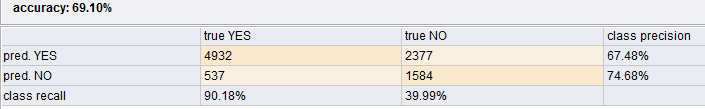 accuracy: 69.10%
true YES true NO class precision
pred. YES 4932 2377 67.48%
pred. NO 537 1584 74.68%
class recall 90.18% 39.99%